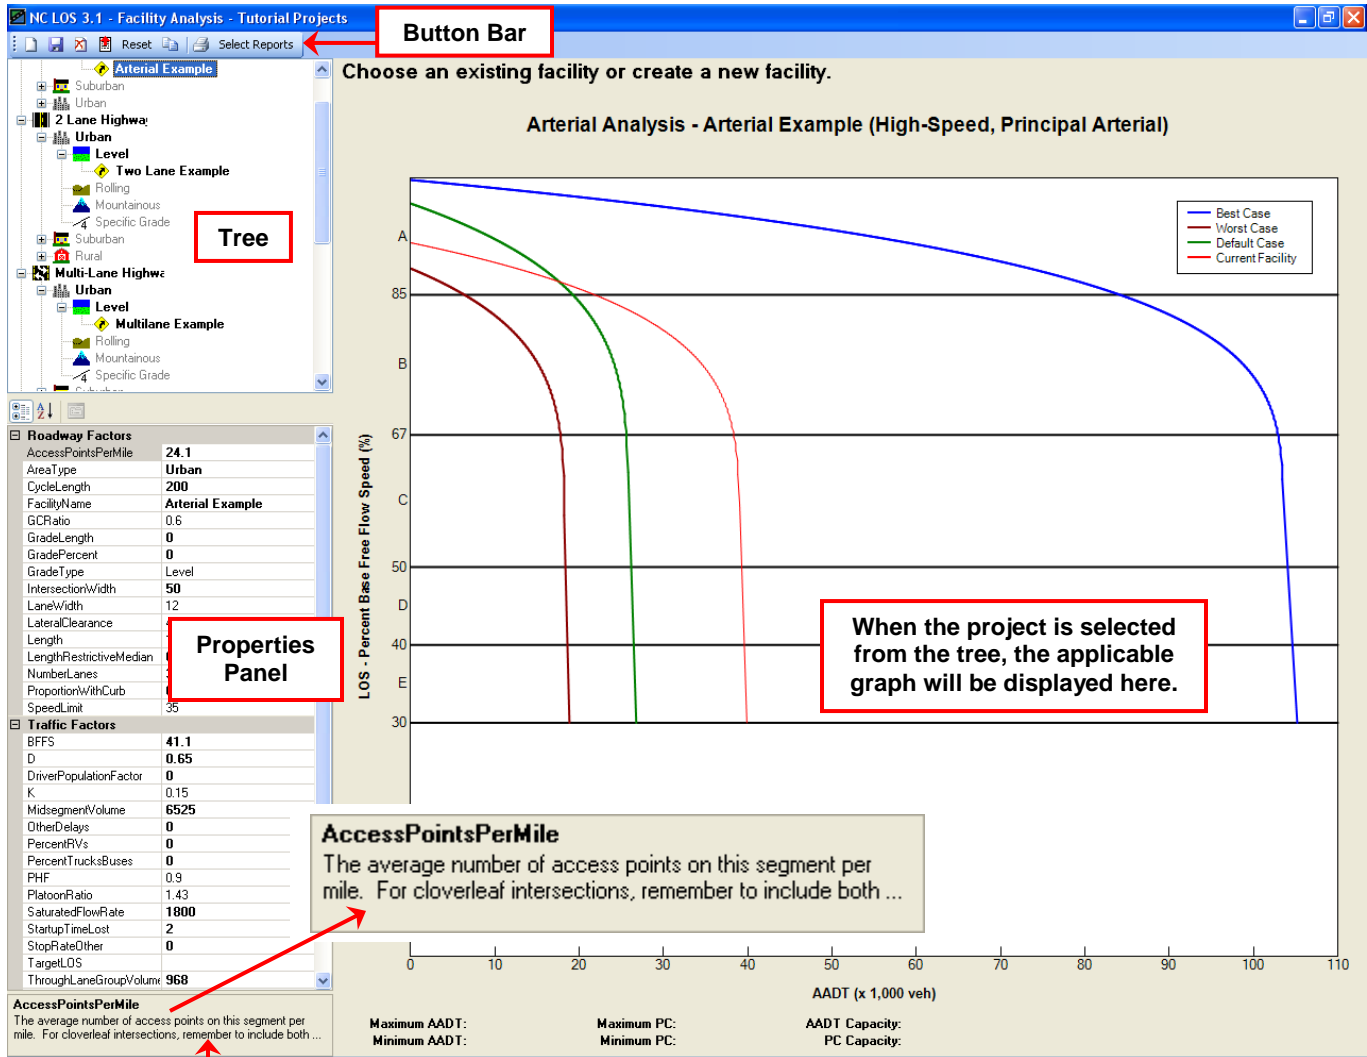 NC LOS 3.1 - Facility Analysis - Tutorial Projects
Reset Select Reports
Button Bar
Arterial Example
Suburban
Urban
2 Lane Highway
Urban
Level
Two Lane Example
Rolling
Mountainous
4 Specific Grade
Suburban
Rural
Multi-Lane Highwa
Urban
Level
Multilane Example
Rolling
Mountainous
4 Specific Grade
Tree
Roadway Factors
AccessPointsPerMile 24.1
AreaType Urban
CycleLength 200
FacilityName Arterial Example
GCRatio 0.6
GradeLength 0
GradePercent 0
GradeType Level
IntersectionWidth 50
LaneWidth 12
LateralClearance
Length
LengthRestrictiveMedian
NumberLanes
ProportionWithCurb
SpeedLimit 35
Properties
Panel
Traffic Factors
BFFS 41.1
D 0.65
DriverPopulationFactor 0
K 0.15
MidsegmentVolume 6525
OtherDelays 0
PercentRVs 0
PercentTrucksBuses 0
PHF 0.9
PlatoonRatio 1.43
SaturatedFlowRate 1800
StartupTimeLost 2
StopRateOther 0
TargetLOS
ThroughLaneGroupVolume 968
AccessPointsPerMile
The average number of access points on this segment per
mile. For cloverleaf intersections, remember to include both ...
Choose an existing facility or create a new facility.
Arterial Analysis - Arterial Example (High-Speed, Principal Arterial)
Best Case
Worst Case
Default Case
Current Facility
LOS - Percent Base Free Flow Speed (%)
A
85
B
67
C
50
D
40
E
30
When the project is selected
from the tree, the applicable
graph will be displayed here.
AccessPointsPerMile
The average number of access points on this segment per
mile. For cloverleaf intersections, remember to include both ...
0 10 20 30 40 50 60 70 80 90 100 110
AADT (x 1,000 veh)
Maximum AADT: Maximum PC: AADT Capacity:
Minimum AADT: Minimum PC: PC Capacity: